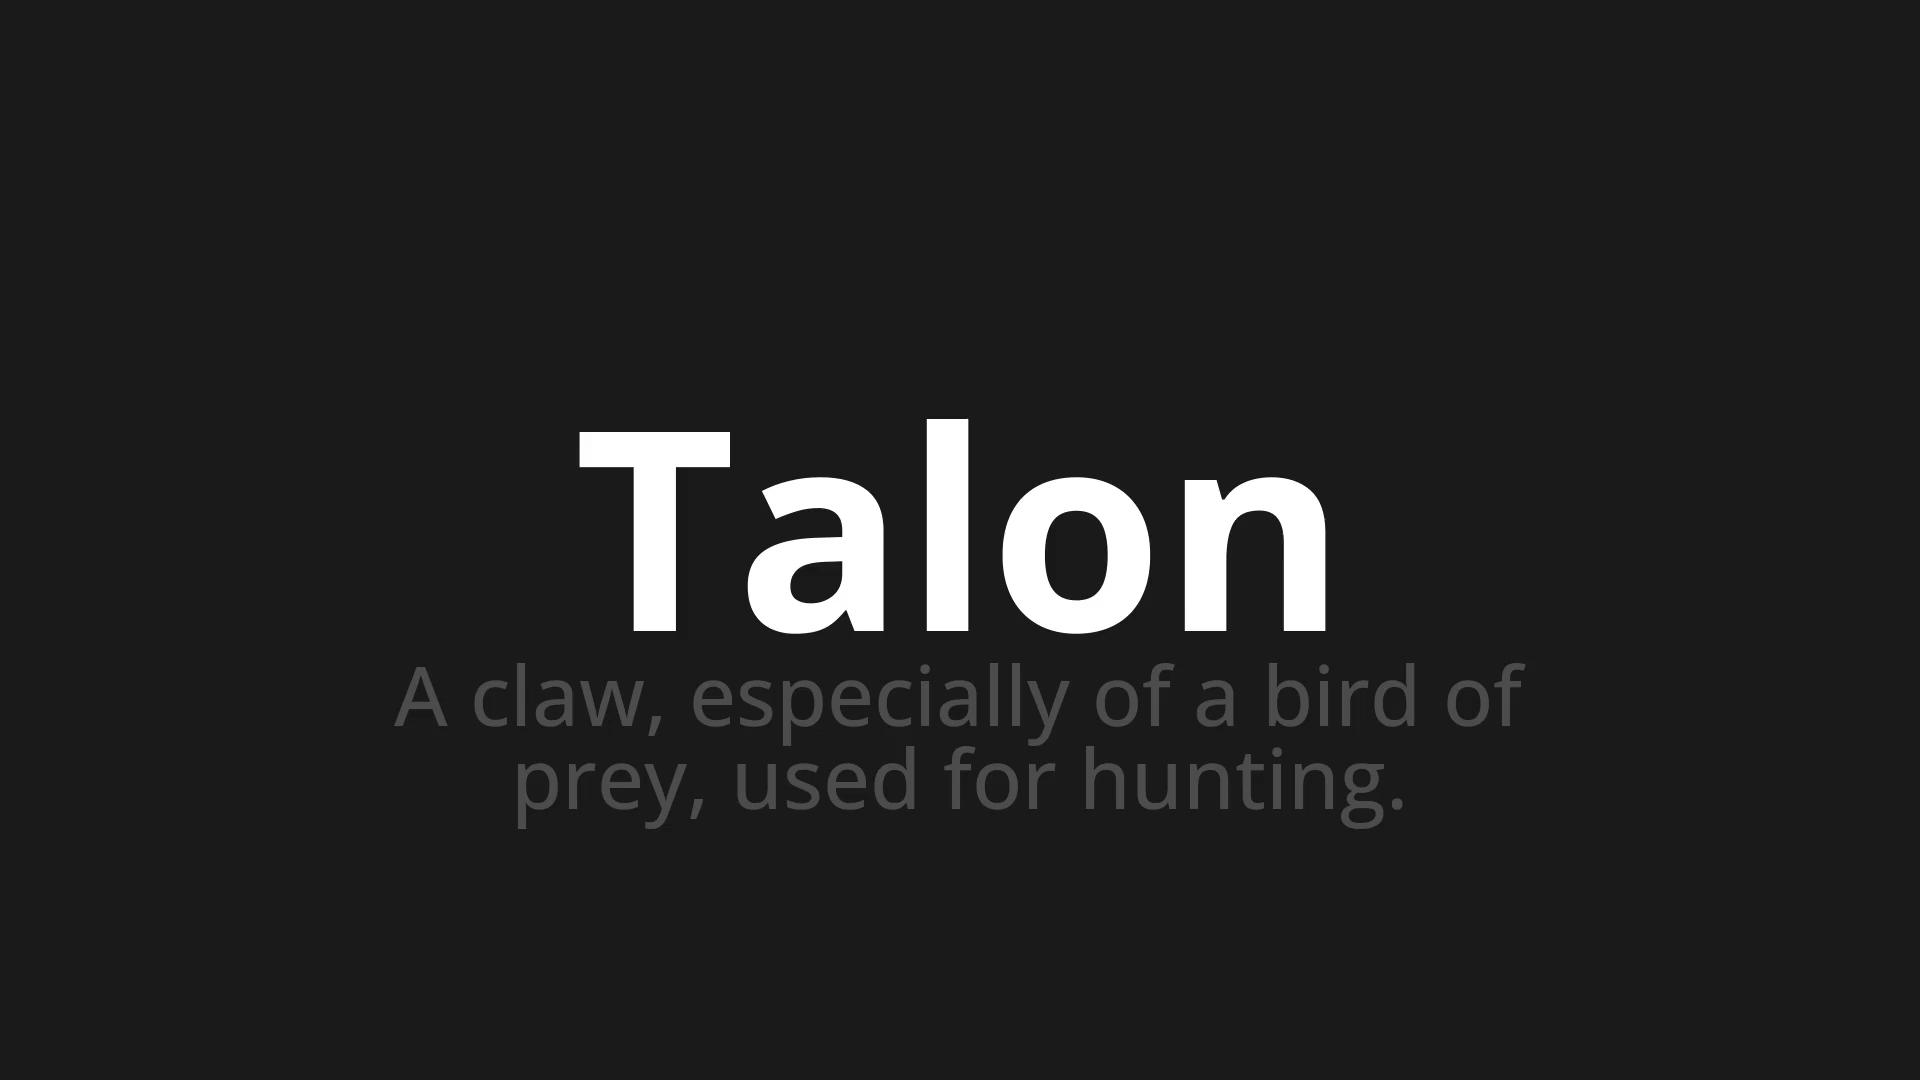 Talon
A claw, especially of a bird of
prey, used for hunting.